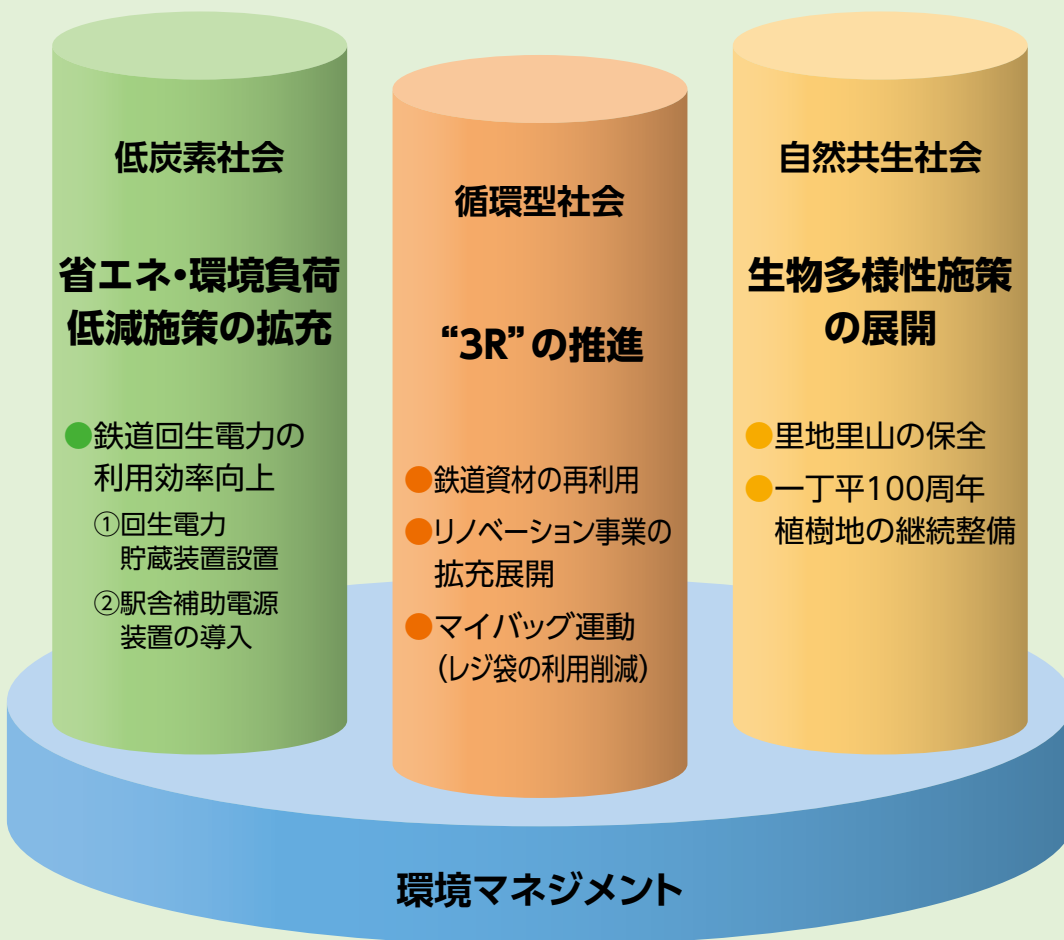 低炭素社会
省エネ・環境負荷
低減施策の拡充
●鉄道回生電力の
利用効率向上
①回生電力
貯蔵装置設置
②駅舎補助電源
装置の導入
循環型社会
“3R”の推進
●鉄道資材の再利用
●リノベーション事業の
拡充展開
●マイバッグ運動
（レジ袋の利用削減）
自然共生社会
生物多様性施策
の展開
●里地里山の保全
●一丁平100周年
植樹地の継続整備
環境マネジメント